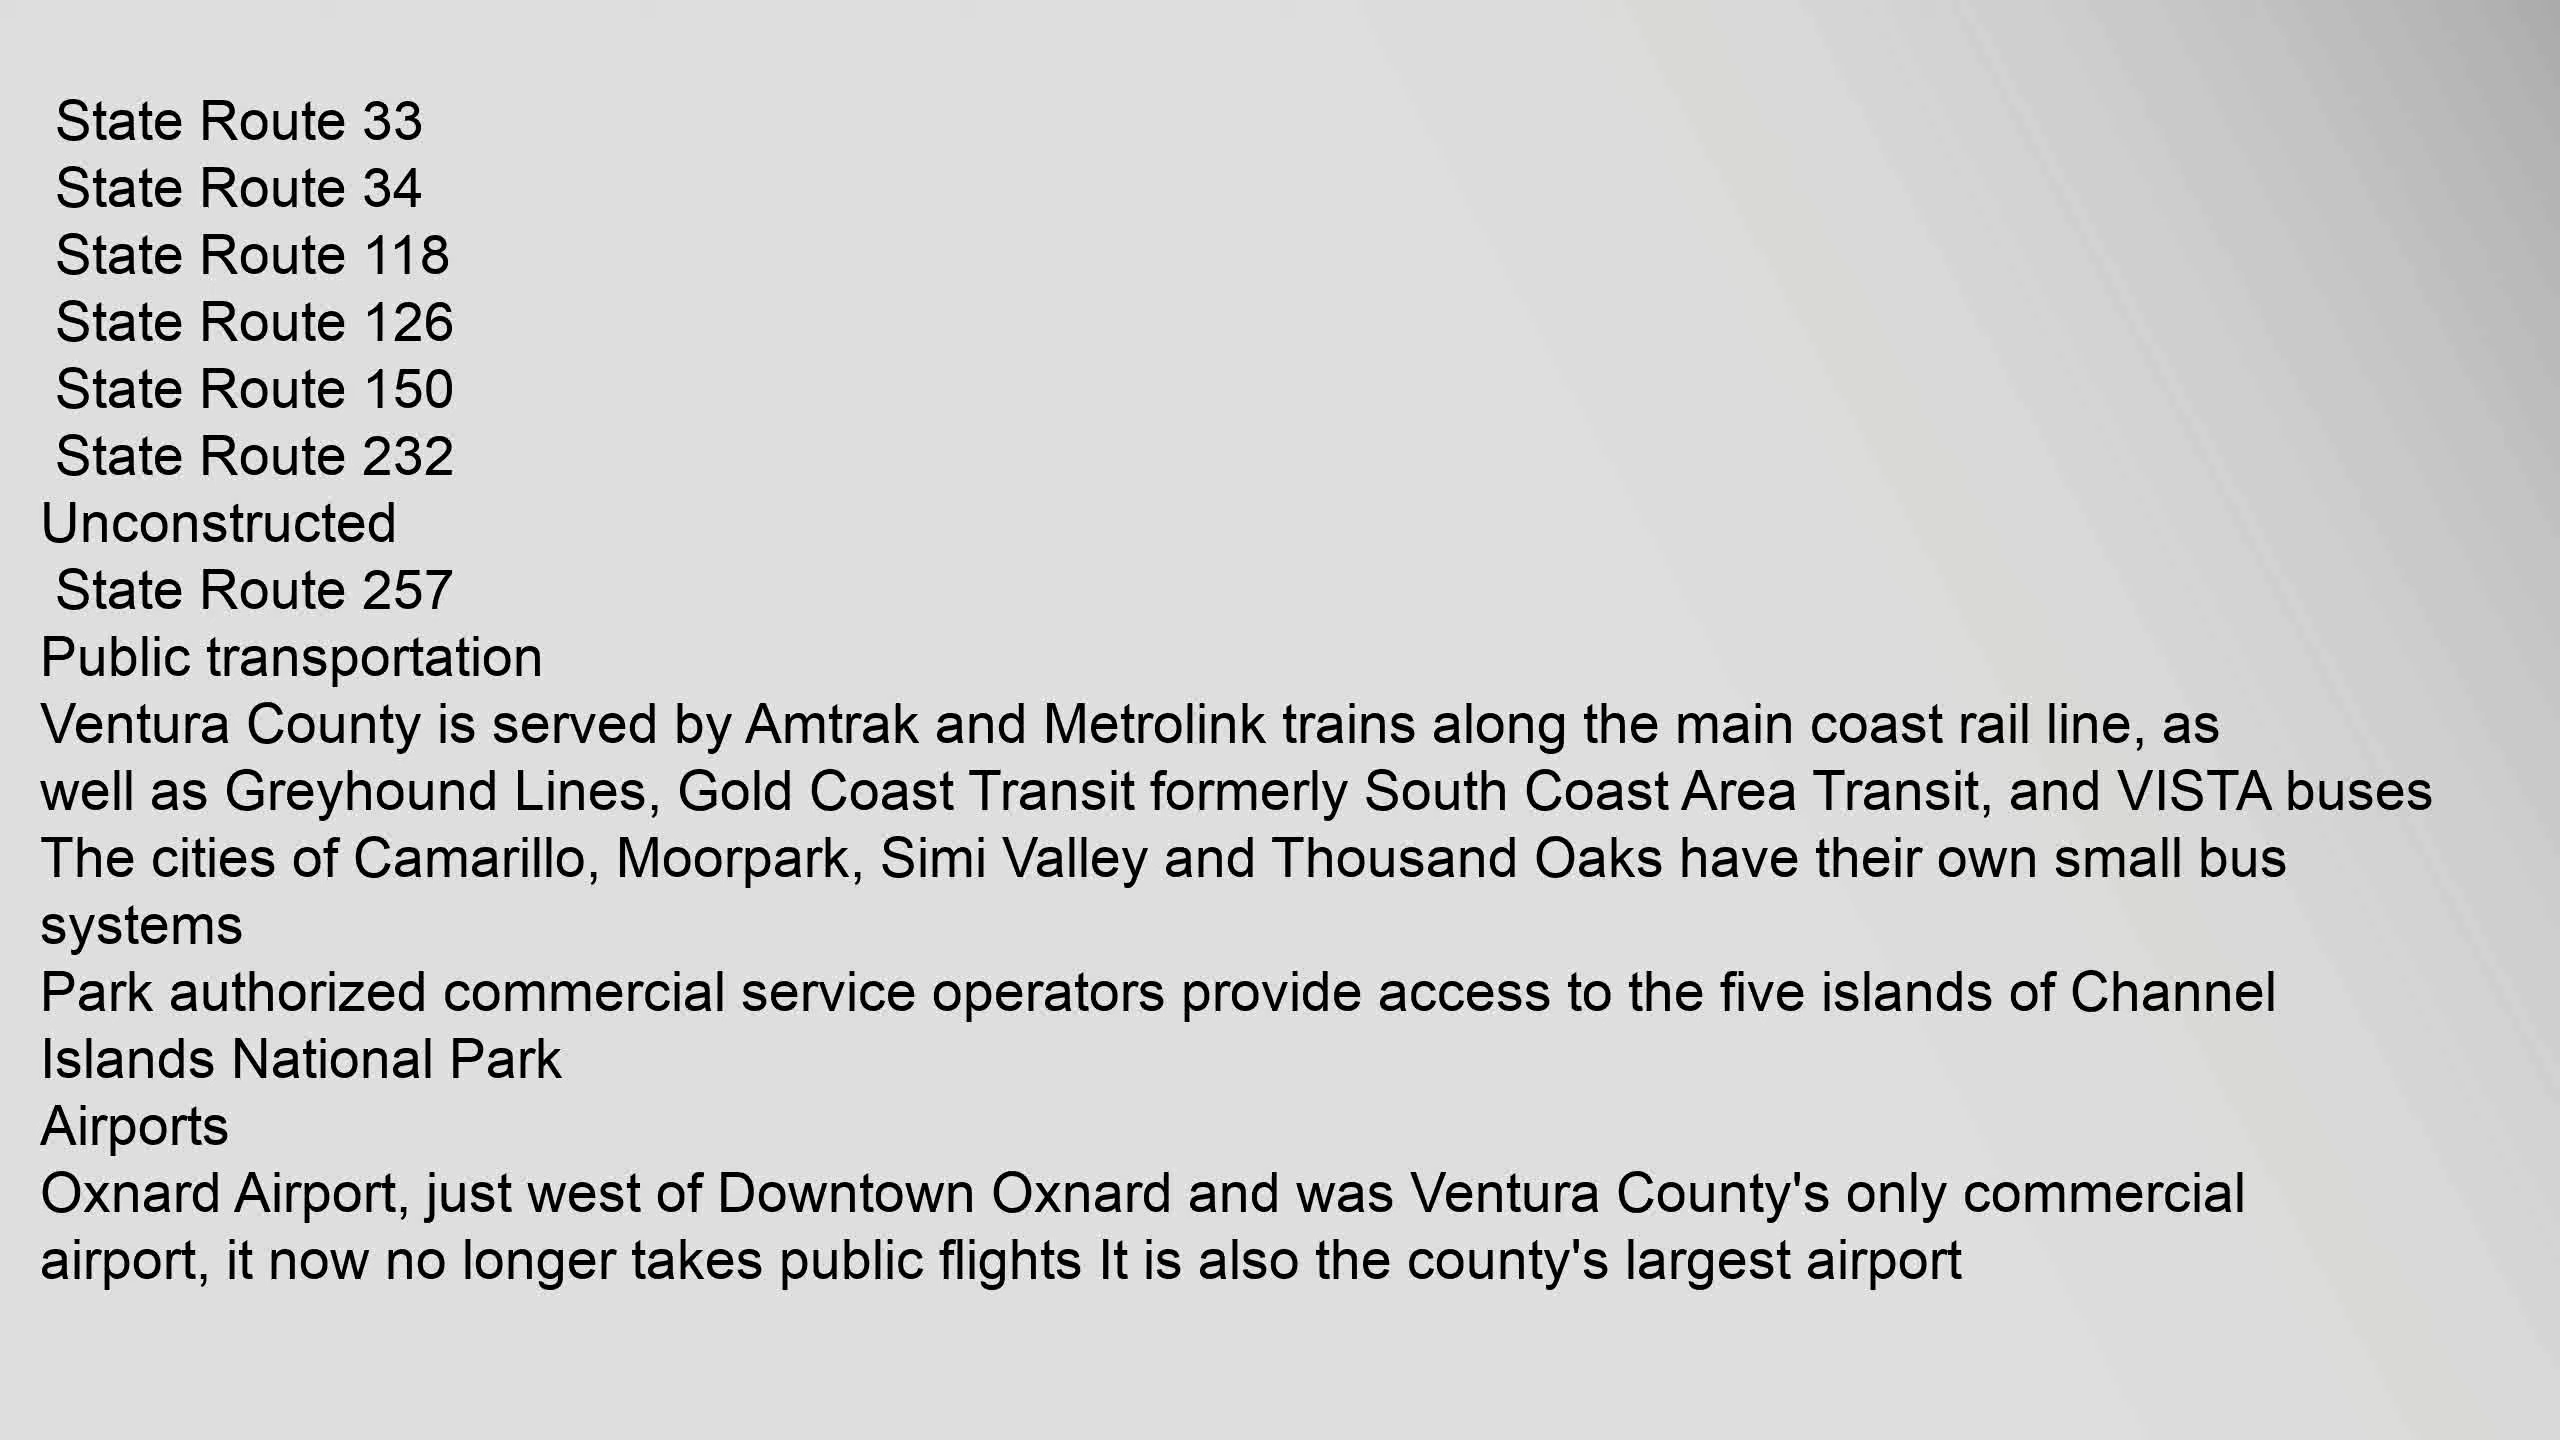 State Route 33
State Route 34
State Route 118
State Route 126
State Route 150
State Route 232
Unconstructed
State Route 257
Public transportation
Ventura County is served by Amtrak and Metrolink trains along the main coast rail line, as
well as Greyhound Lines, Gold Coast Transit formerly South Coast Area Transit, and VISTA buses
The cities of Camarillo, Moorpark, Simi Valley and Thousand Oaks have their own small bus
systems
Park authorized commercial service operators provide access to the five islands of Channel
Islands National Park
Airports
Oxnard Airport, just west of Downtown Oxnard and was Ventura County's only commercial
airport, it now no longer takes public flights It is also the county's largest airport